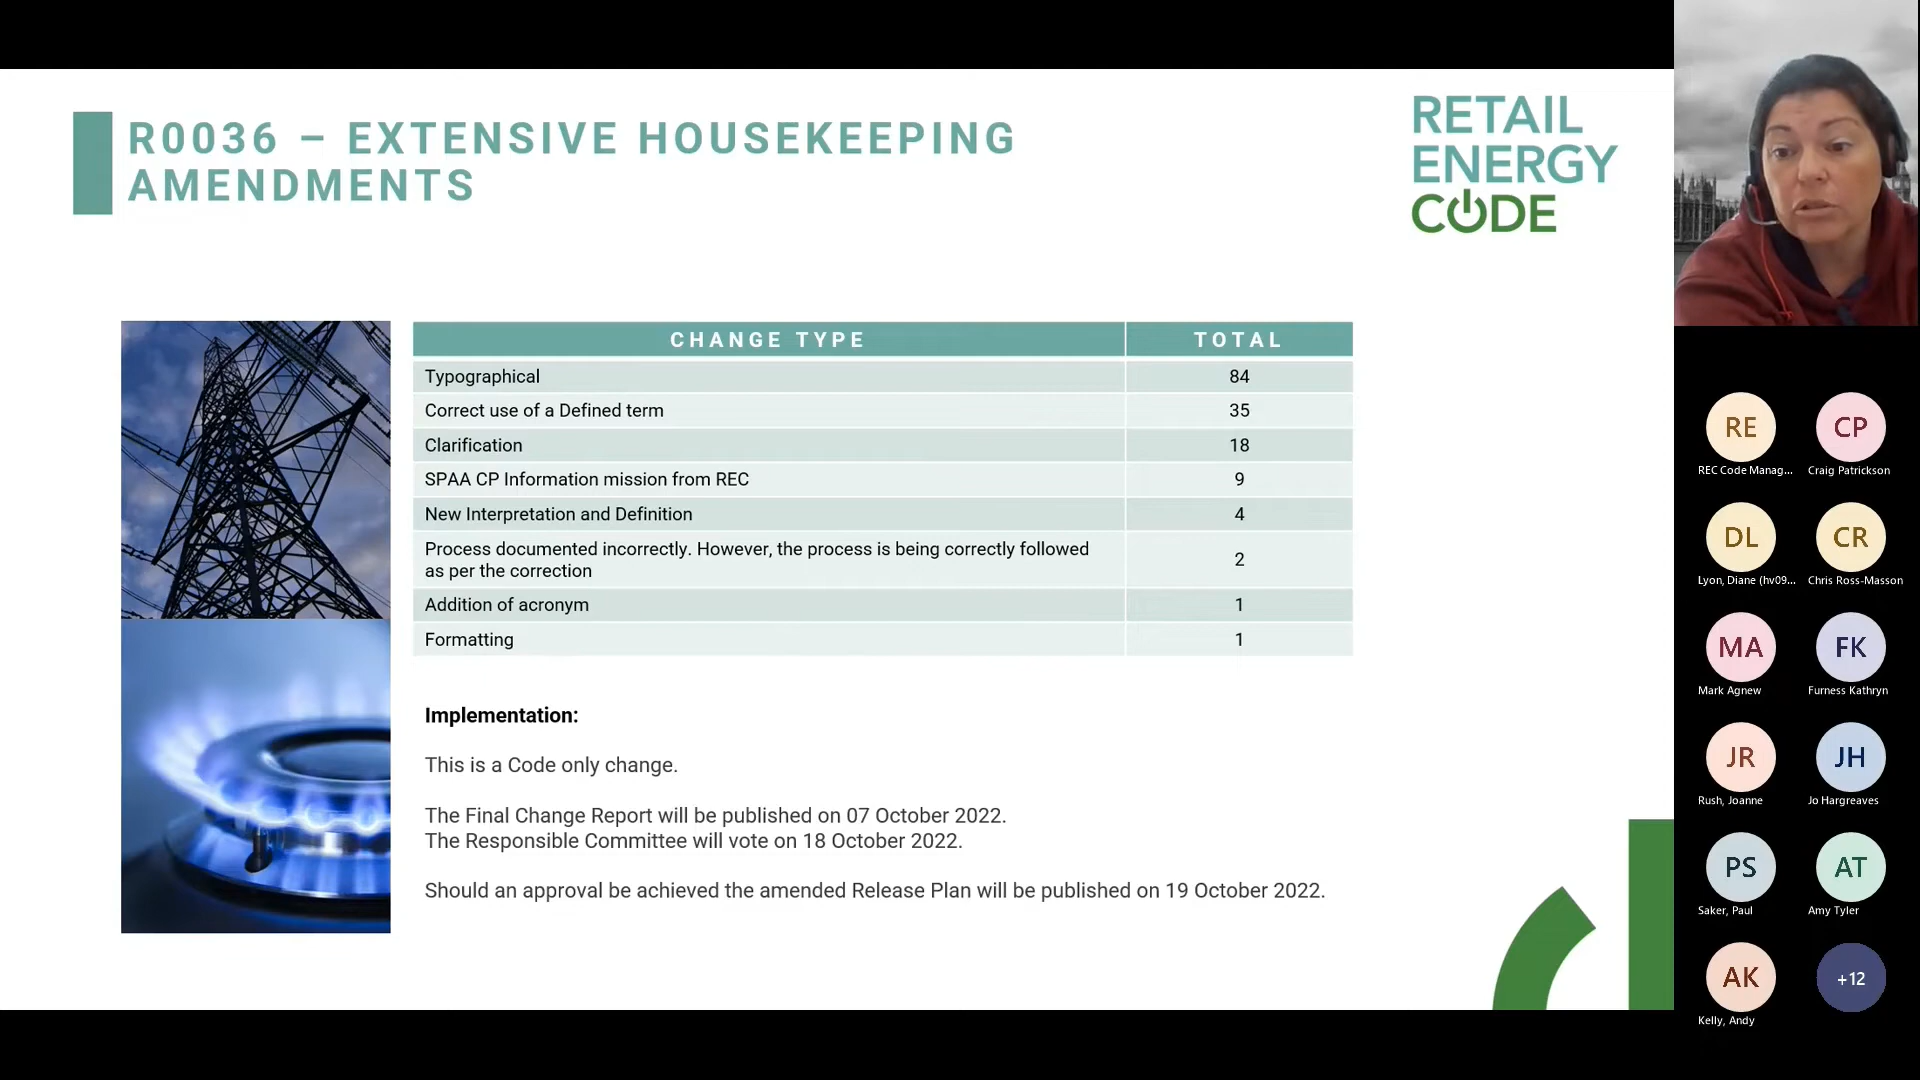 R0036 – EXTENSIVE HOUSEKEEPING
AMENDMENTS
RETAIL
ENERGY
CODE
CHANGE TYPE TOTAL
Typographical 84
Correct use of a Defined term 35
Clarification 18
SPAA CP Information mission from REC 9
New Interpretation and Definition 4
Process documented incorrectly. However, the process is being correctly followed
as per the correction 2
Addition of acronym 1
Formatting 1
Implementation:
This is a Code only change.
The Final Change Report will be published on 07 October 2022.
The Responsible Committee will vote on 18 October 2022.
Should an approval be achieved the amended Release Plan will be published on 19 October 2022.
RE CP
REC Code Manag... Craig Patrickson
DL CR
Lyon, Diane (hv09... Chris Ross-Masson
MA FK
Mark Agnew Furness Kathryn
JR JH
Rush, Joanne Jo Hargreaves
PS AT
Saker, Paul Amy Tyler
AK +12
Kelly, Andy